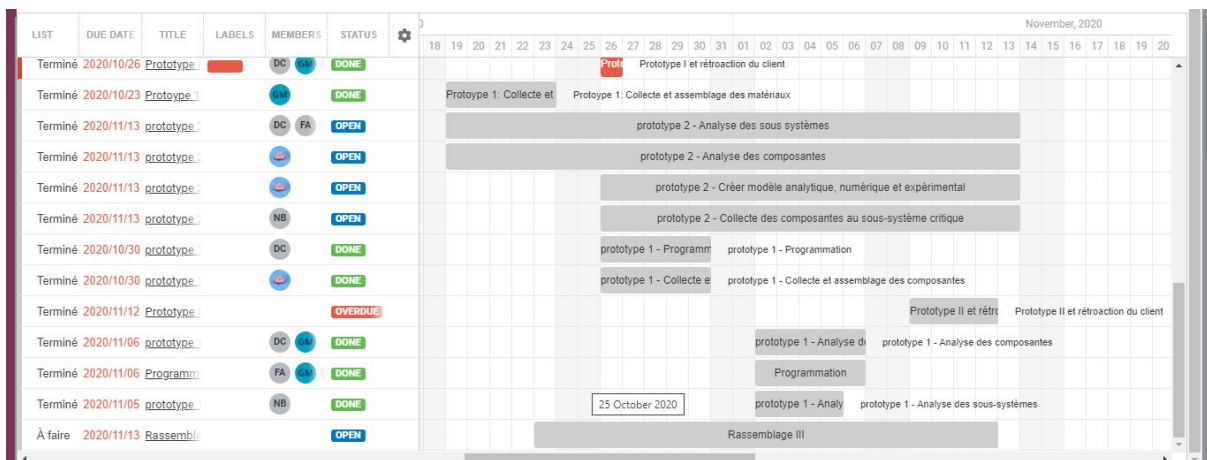 November, 2020
LIST DUE DATE TITLE LABELS MEMBERS STATUS
18 19 20 21 22 23 24 25 26 27 28 29 30 31 01 02 03 04 05 06 07 08 09 10 11 12 13 14 15 16 17 18 19 20
Terminé 2020/10/26 Prototype DC GM DONE Proto Prototype I et rétroaction du client
Terminé 2020/10/23 Protoype 1 GM DONE Protoype 1: Collecte et Protoype 1: Collecte et assemblage des matériaux
Terminé 2020/11/13 prototype 2 DC FA OPEN prototype 2 - Analyse des sous systèmes
Terminé 2020/11/13 prototype 2 OPEN prototype 2 - Analyse des composantes
Terminé 2020/11/13 prototype 2 OPEN prototype 2 - Créer modèle analytique, numérique et expérimental
Terminé 2020/11/13 prototype 2 NB OPEN prototype 2 - Collecte des composantes au sous-système critique
Terminé 2020/10/30 prototype 1 DC DONE prototype 1 - Programm prototype 1 - Programmation
Terminé 2020/10/30 prototype 1 DONE prototype 1 - Collecte et prototype 1 - Collecte et assemblage des composantes
Terminé 2020/11/12 Prototype OVERDUE Prototype II et rétro Prototype II et rétroaction du client
Terminé 2020/11/06 prototype 1 DC GM DONE prototype 1 - Analyse de prototype 1 - Analyse des composantes
Terminé 2020/11/06 Programm FA GM DONE Programmation
Terminé 2020/11/05 prototype 1 NB DONE 25 October 2020 prototype 1 - Analy prototype 1 - Analyse des sous-systèmes
À faire 2020/11/13 Rassembla OPEN Rassemblage III